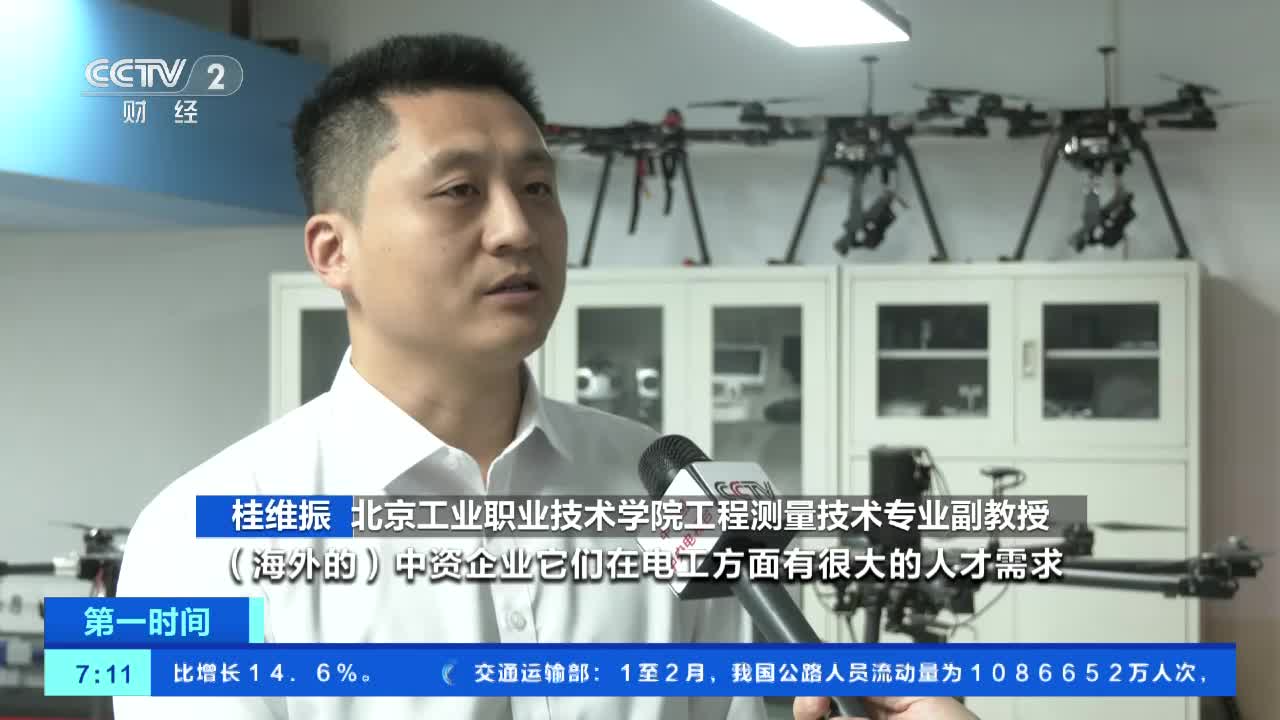 CCTV 2
财 经
CCTV
桂维振 北京工业职业技术学院工程测量技术专业副教授
（海外的）中资企业它们在电工方面有很大的人才需求
第一时间
7:11 比增长14.6%。 交通运输部：1至2月，我国公路人员流动量为1086652万人次，